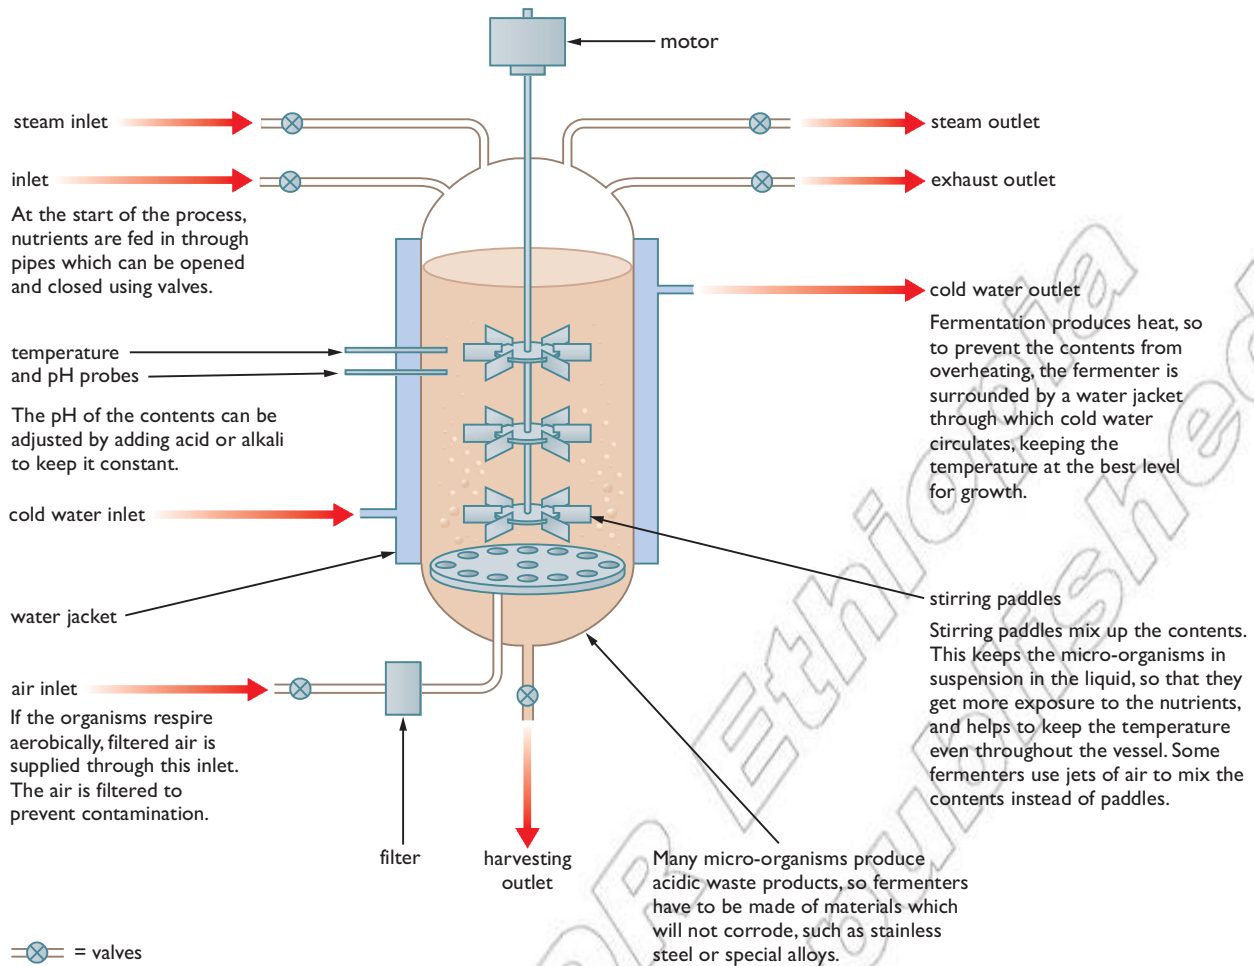 motor
steam inlet
steam outlet
inlet
exhaust outlet
At the start of the process,
nutrients are fed in through
pipes which can be opened
and closed using valves.
cold water outlet
Fermentation produces heat, so
to prevent the contents from
overheating, the fermenter is
surrounded by a water jacket
through which cold water
circulates, keeping the
temperature at the best level
for growth.
temperature
and pH probes
The pH of the contents can be
adjusted by adding acid or alkali
to keep it constant.
cold water inlet
water jacket
stirring paddles
Stirring paddles mix up the contents.
This keeps the micro-organisms in
suspension in the liquid, so that they
get more exposure to the nutrients,
and helps to keep the temperature
even throughout the vessel. Some
fermenters use jets of air to mix the
contents instead of paddles.
air inlet
If the organisms respire
aerobically, filtered air is
supplied through this inlet.
The air is filtered to
prevent contamination.
filter
harvesting
outlet
Many micro-organisms produce
acidic waste products, so fermenters
have to be made of materials which
will not corrode, such as stainless
steel or special alloys.
= valves
Ethiopia
published